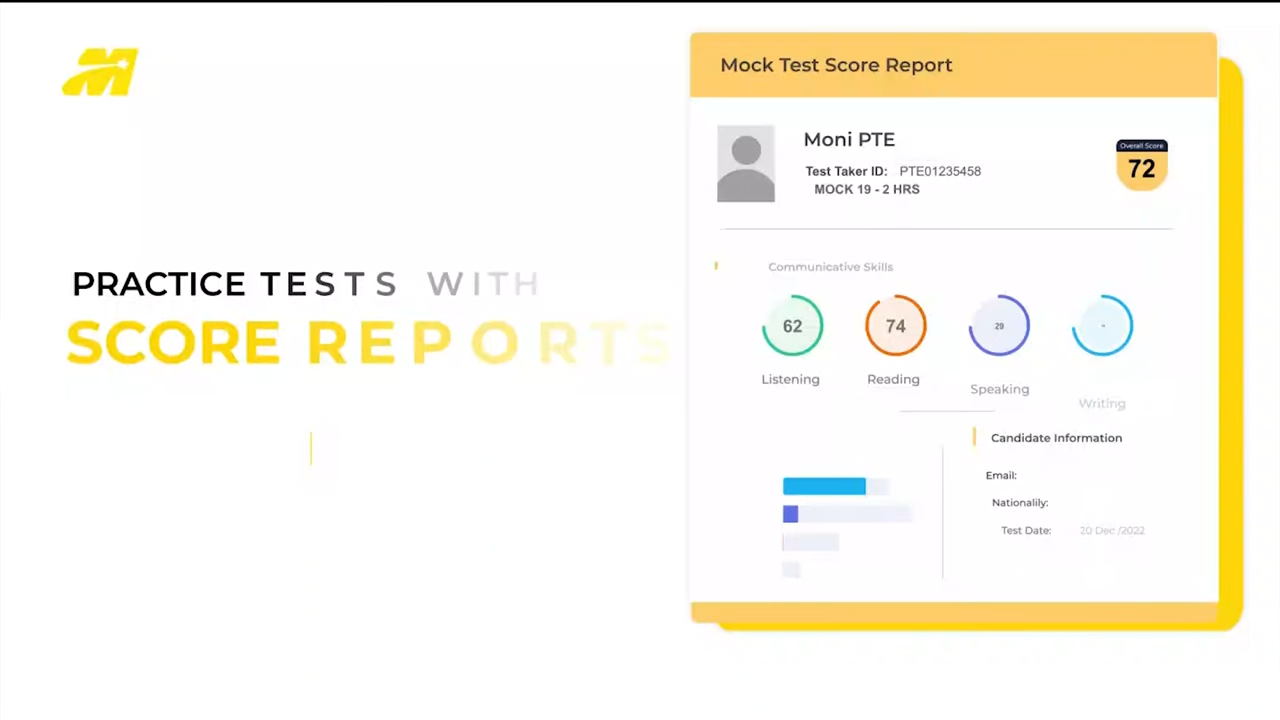 PRACTICE TESTS WITH
SCORE REPORTS
Mock Test Score Report
Moni PTE
Test Taker ID: PTE01235458
MOCK 19 - 2 HRS
Overall Score
72
Communicative Skills
62
74
29
-
Listening
Reading
Speaking
Writing
Candidate Information
Email:
Nationalily:
Test Date: 20 Dec /2022